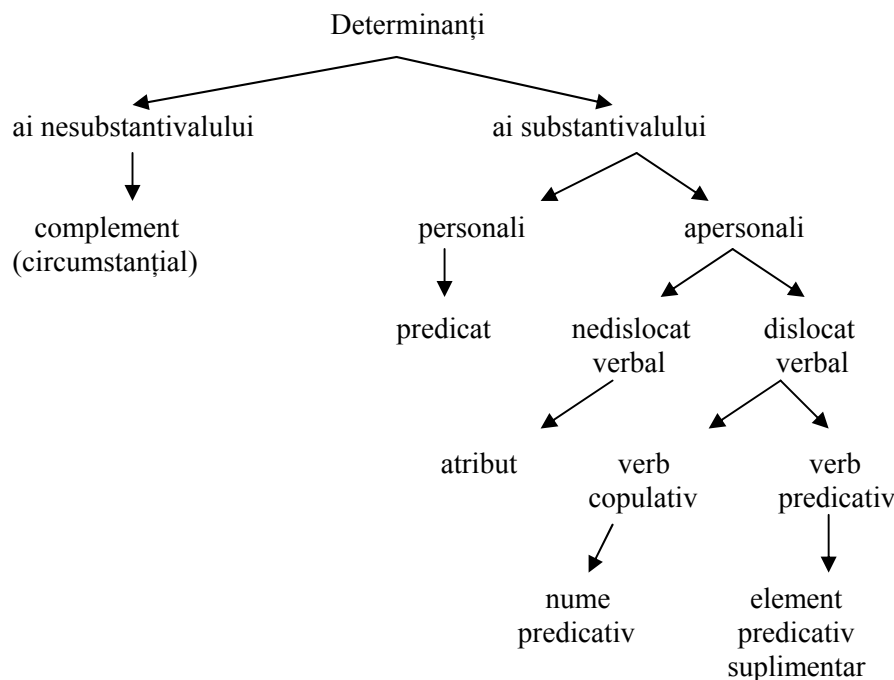 Determinanți
ai nesubstantivalului
ai substantivalului
complement
(circumstanțial)
personali
apersonali
predicat
nedislocat
verbal
dislocat
verbal
atribut
verb
copulativ
verb
predicativ
nume
predicativ
element
predicativ
suplimentar